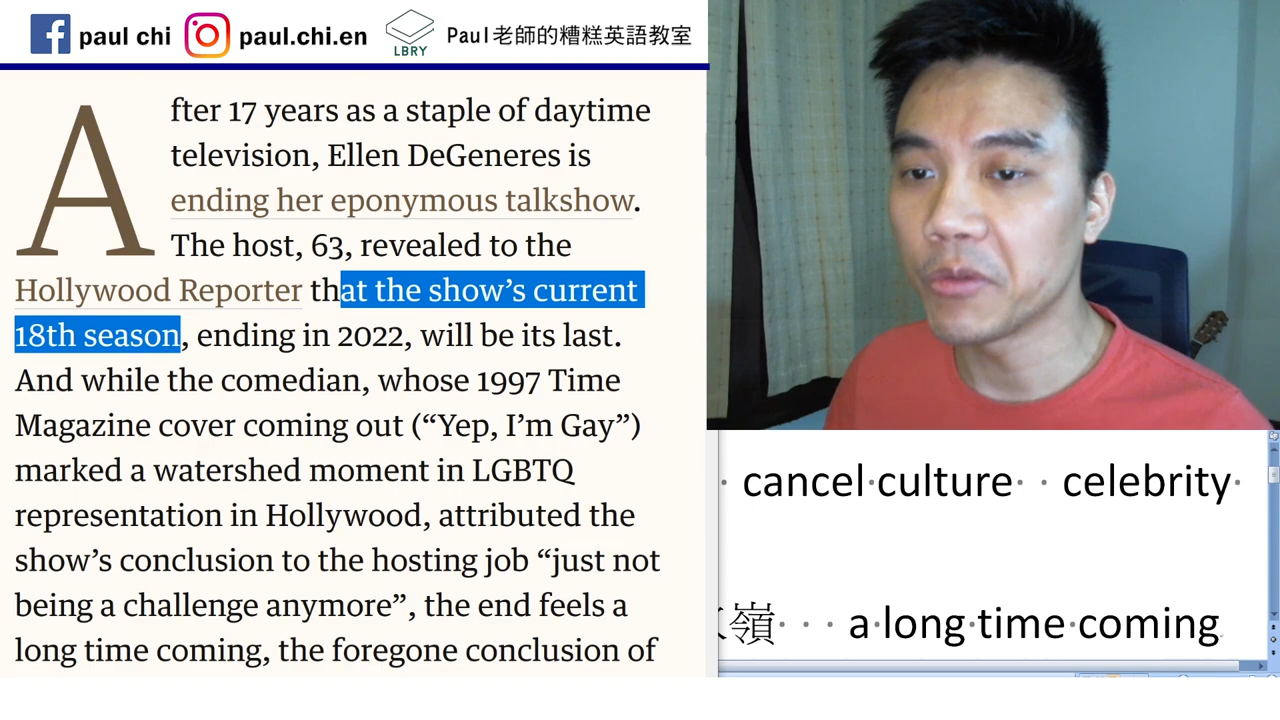 paul chi paul.chi.en LBRY Paul老師的糟糕英語教室
After 17 years as a staple of daytime
television, Ellen DeGeneres is
ending her eponymous talkshow.
The host, 63, revealed to the
Hollywood Reporter that the show’s current
18th season, ending in 2022, will be its last.
And while the comedian, whose 1997 Time
Magazine cover coming out (“Yep, I’m Gay”)
marked a watershed moment in LGBTQ
representation in Hollywood, attributed the
show’s conclusion to the hosting job “just not
being a challenge anymore”, the end feels a
long time coming, the foregone conclusion of
cancel culture celebrity
嶺 a long time coming